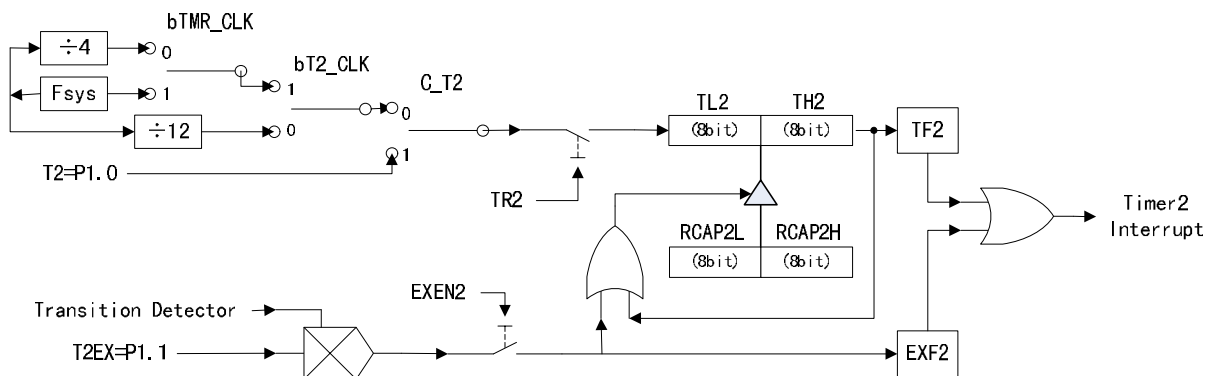 bTMR_CLK
÷4
0
bT2_CLK
Fsys
1
1
C_T2
0
÷12
0
1
T2=P1.0
TR2
TL2
TH2
(8bit)
(8bit)
TF2
RCAP2L
RCAP2H
(8bit)
(8bit)
Timer2
Interrupt
EXEN2
Transition Detector
T2EX=P1.1
EXF2